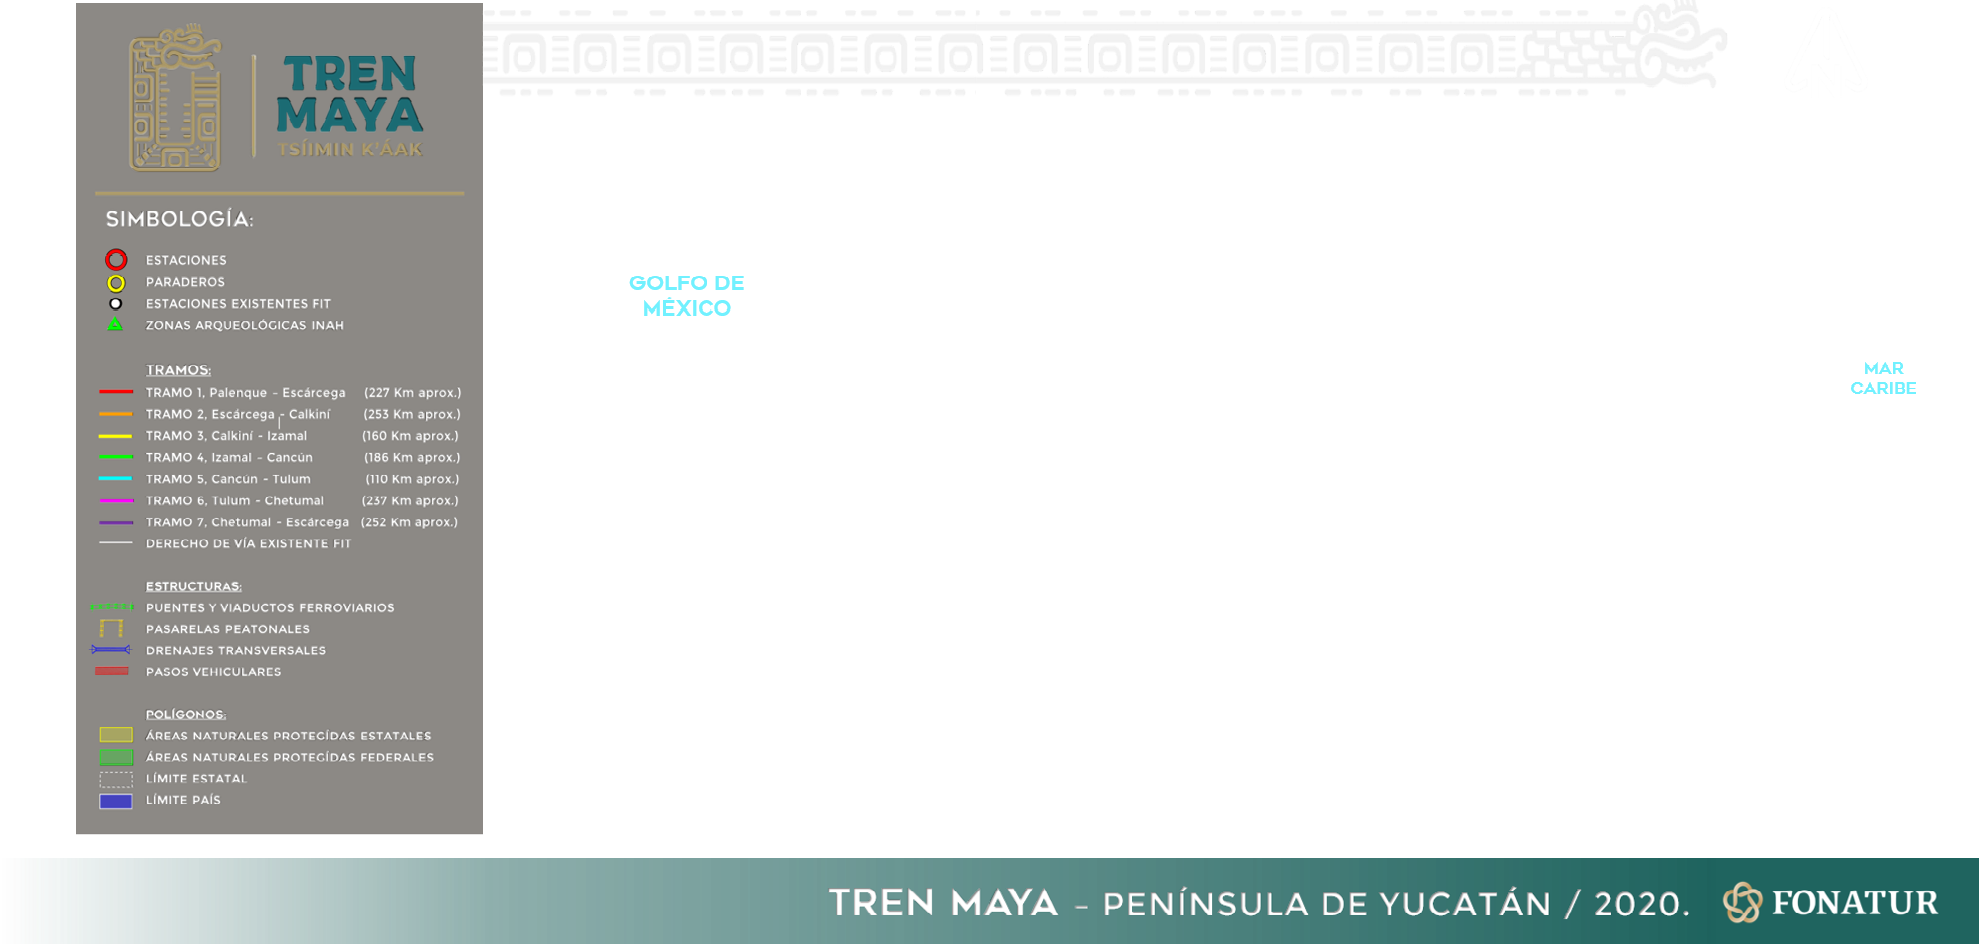 TREN
MAYA
TSÍIMIN K'ÁAK
SIMBOLOGÍA:
ESTACIONES
PARADEROS
ESTACIONES EXISTENTES FIT
ZONAS ARQUEOLÓGICAS INAH
TRAMOS:
TRAMO 1, Palenque - Escárcega (227 Km aprox.)
TRAMO 2, Escárcega - Calkiní (253 Km aprox.)
TRAMO 3, Calkiní - Izamal (160 Km aprox.)
TRAMO 4, Izamal - Cancún (186 Km aprox.)
TRAMO 5, Cancún - Tulum (110 Km aprox.)
TRAMO 6, Tulum - Chetumal (237 Km aprox.)
TRAMO 7, Chetumal - Escárcega (252 Km aprox.)
DERECHO DE VÍA EXISTENTE FIT
ESTRUCTURAS:
PUENTES Y VIADUCTOS FERROVIARIOS
PASARELAS PEATONALES
DRENAJES TRANSVERSALES
PASOS VEHICULARES
POLÍGONOS:
ÁREAS NATURALES PROTEGÍDAS ESTATALES
ÁREAS NATURALES PROTEGÍDAS FEDERALES
LÍMITE ESTATAL
LÍMITE PAÍS
GOLFO DE
MÉXICO
MAR
CARIBE
TREN MAYA - PENÍNSULA DE YUCATÁN / 2020. FONATUR